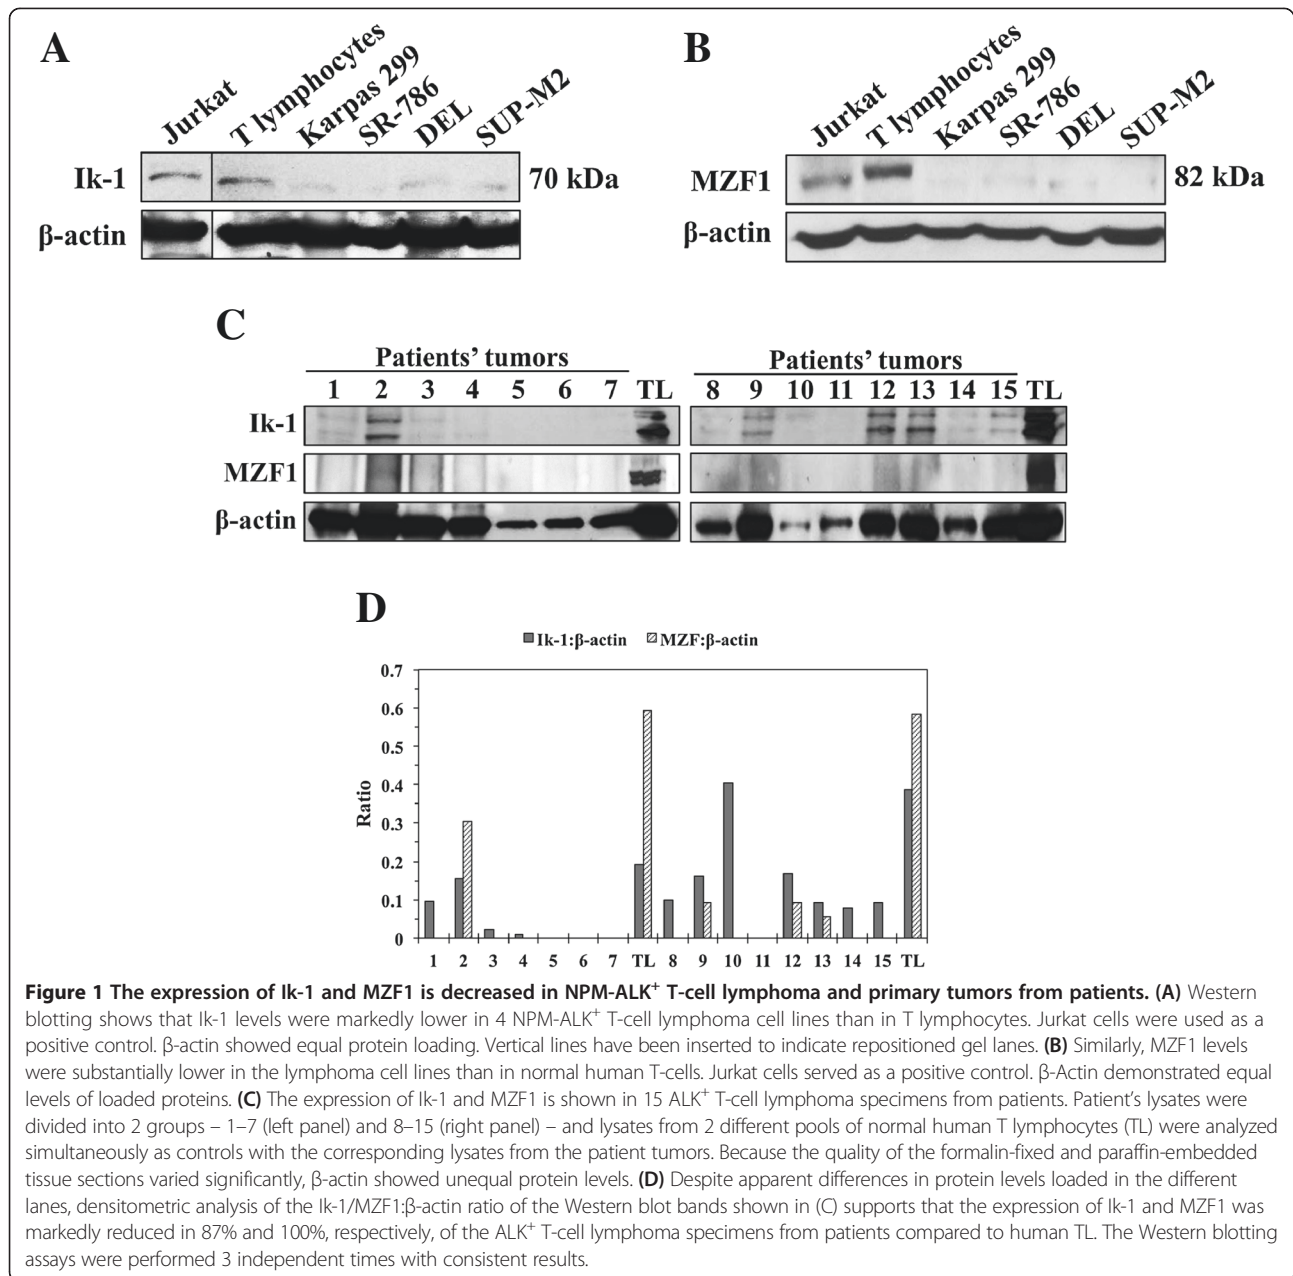 A
Jurkat
T lymphocytes
Karpas 299
SR-786
DEL
SUP-M2
Ik-1
70 kDa
β-actin
B
Jurkat
T lymphocytes
Karpas 299
SR-786
DEL
SUP-M2
MZF1
82 kDa
β-actin
C
Patients’ tumors
1 2 3 4 5 6 7 TL
Patients’ tumors
8 9 10 11 12 13 14 15 TL
Ik-1
MZF1
β-actin
D
Ik-1:β-actin MZF:β-actin
0.7
0.6
0.5
0.4
0.3
0.2
0.1
0
Ratio
1 2 3 4 5 6 7 TL 8 9 10 11 12 13 14 15 TL
Figure 1 The expression of Ik-1 and MZF1 is decreased in NPM-ALK⁺ T-cell lymphoma and primary tumors from patients. (A) Western
blotting shows that Ik-1 levels were markedly lower in 4 NPM-ALK⁺ T-cell lymphoma cell lines than in T lymphocytes. Jurkat cells were used as a
positive control. β-actin showed equal protein loading. Vertical lines have been inserted to indicate repositioned gel lanes. (B) Similarly, MZF1 levels
were substantially lower in the lymphoma cell lines than in normal human T-cells. Jurkat cells served as a positive control. β-Actin demonstrated equal
levels of loaded proteins. (C) The expression of Ik-1 and MZF1 is shown in 15 ALK⁺ T-cell lymphoma specimens from patients. Patient’s lysates were
divided into 2 groups – 1–7 (left panel) and 8–15 (right panel) – and lysates from 2 different pools of normal human T lymphocytes (TL) were analyzed
simultaneously as controls with the corresponding lysates from the patient tumors. Because the quality of the formalin-fixed and paraffin-embedded
tissue sections varied significantly, β-actin showed unequal protein levels. (D) Despite apparent differences in protein levels loaded in the different
lanes, densitometric analysis of the Ik-1/MZF1:β-actin ratio of the Western blot bands shown in (C) supports that the expression of Ik-1 and MZF1 was
markedly reduced in 87% and 100%, respectively, of the ALK⁺ T-cell lymphoma specimens from patients compared to human TL. The Western blotting
assays were performed 3 independent times with consistent results.